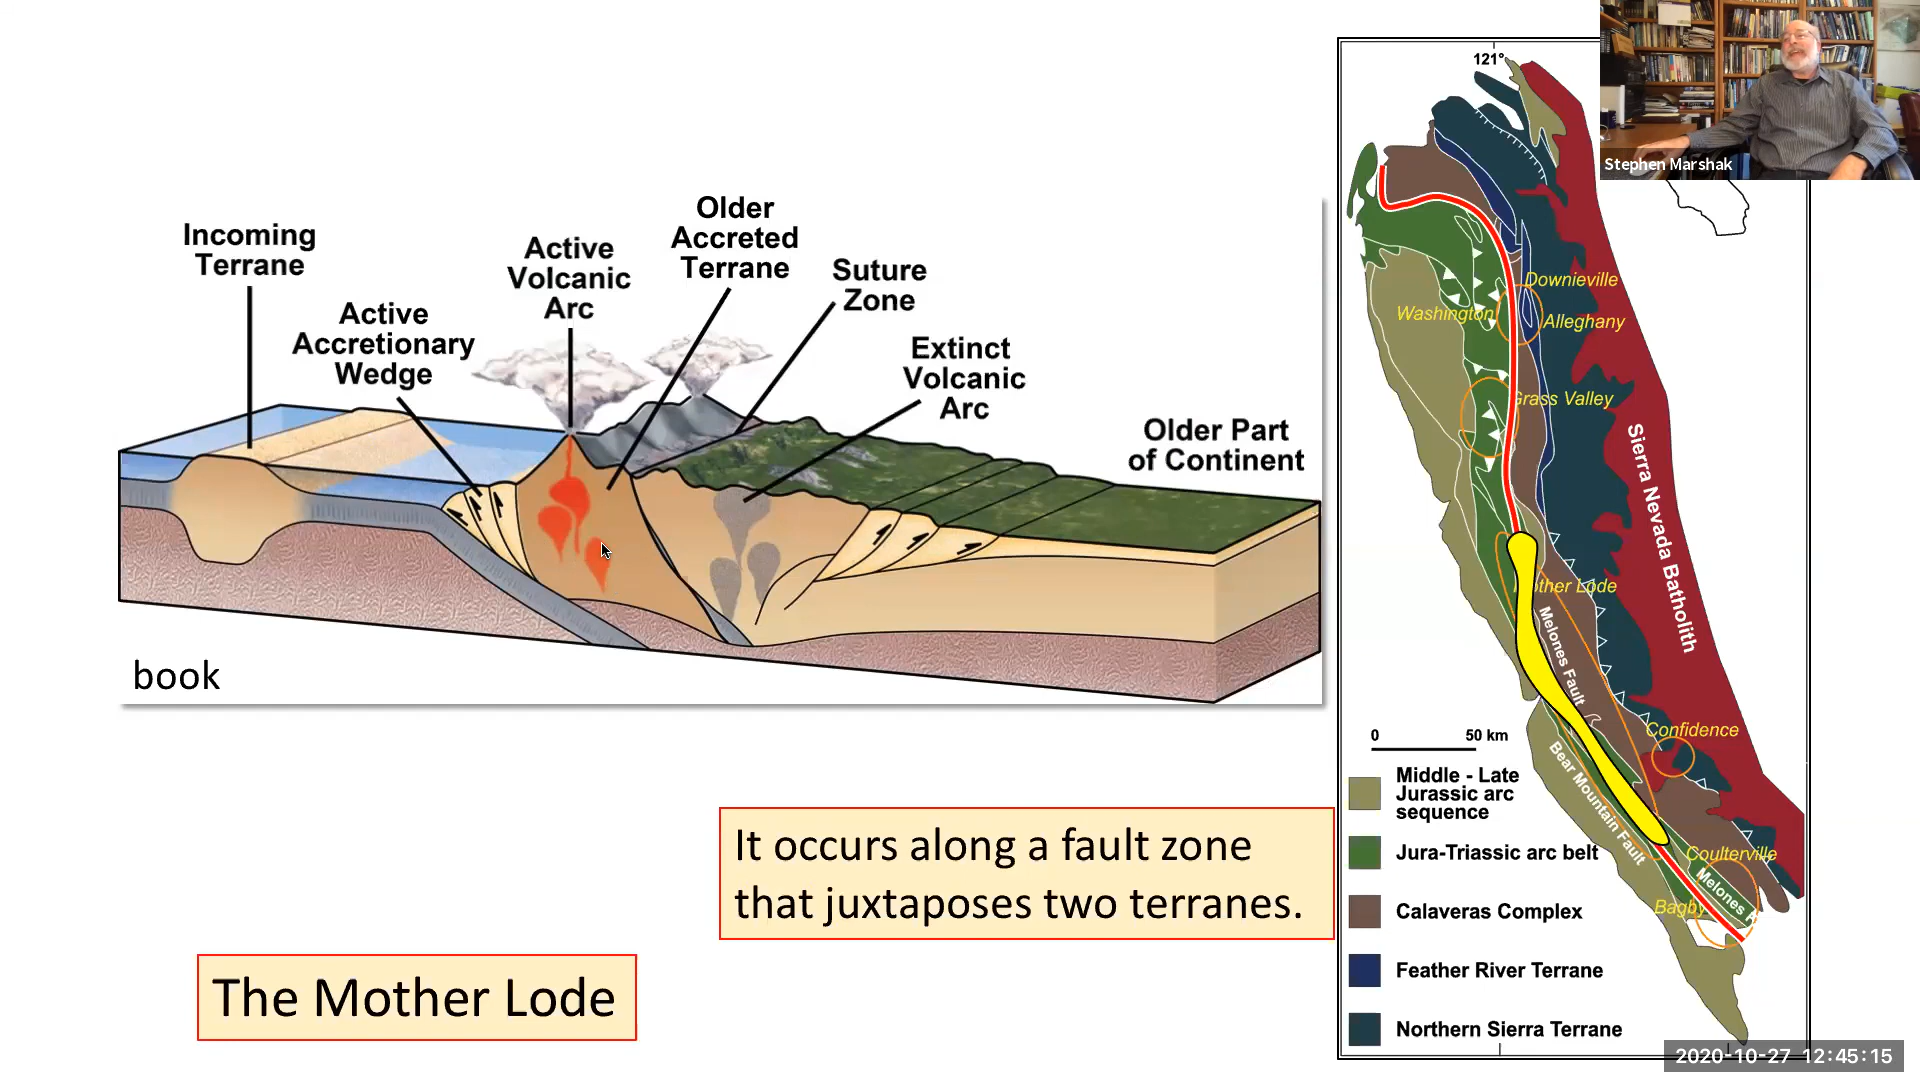 Incoming
Terrane
Active
Accretionary
Wedge
Active
Volcanic
Arc
Older
Accreted
Terrane
Suture
Zone
Extinct
Volcanic
Arc
Older Part
of Continent
book
It occurs along a fault zone
that juxtaposes two terranes.
The Mother Lode
121°
Stephen Marshak
Downieville
Washington
Alleghany
Grass Valley
Sierra Nevada Batholith
Lode
Melones Fault
Confidence
Bear Mountain Fault
Coulterville
Melones
Bagby
0 50 km
Middle - Late
Jurassic arc
sequence
Jura-Triassic arc belt
Calaveras Complex
Feather River Terrane
Northern Sierra Terrane
2020-10-27 12:45:15